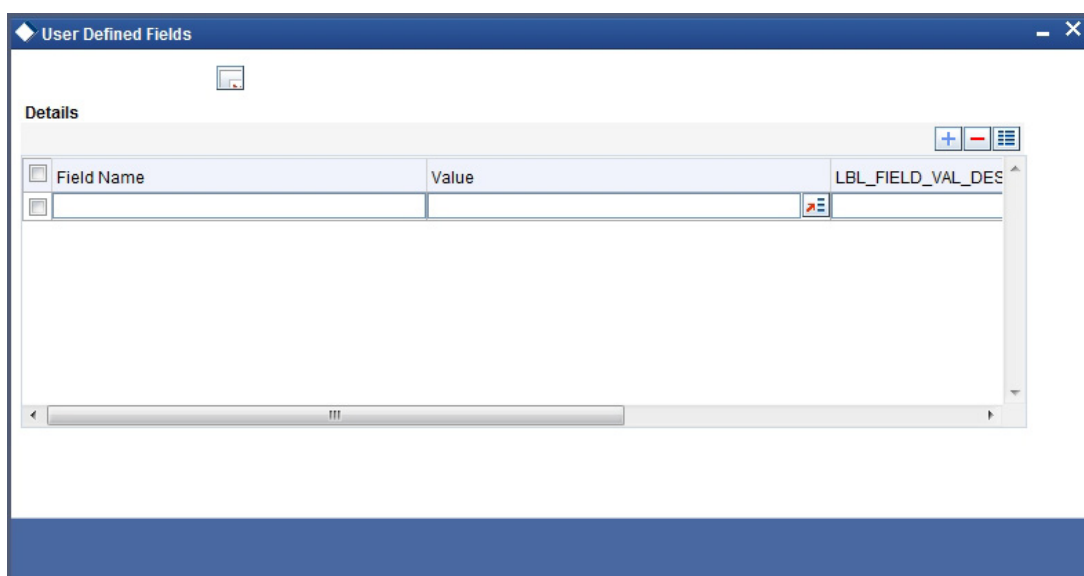 User Defined Fields
Details
Field Name Value LBL_FIELD_VAL_DES